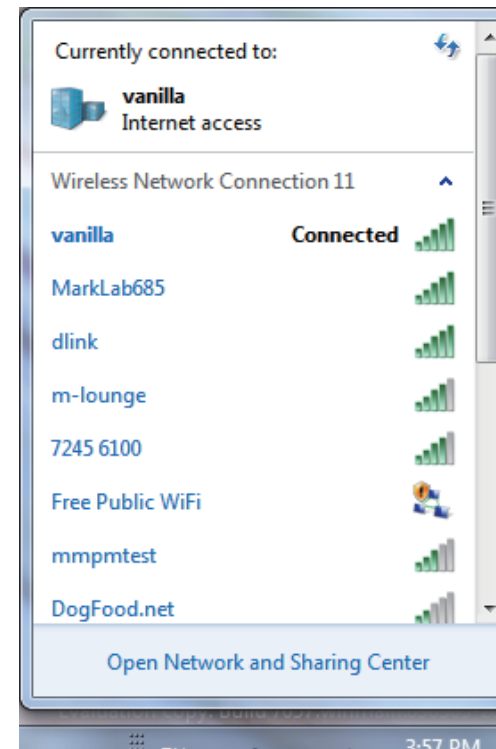 Currently connected to:
vanilla
Internet access
Wireless Network Connection 11
vanilla Connected
MarkLab685
dlink
m-lounge
7245 6100
Free Public WiFi
mmpmtest
DogFood.net
Open Network and Sharing Center
3:57 PM